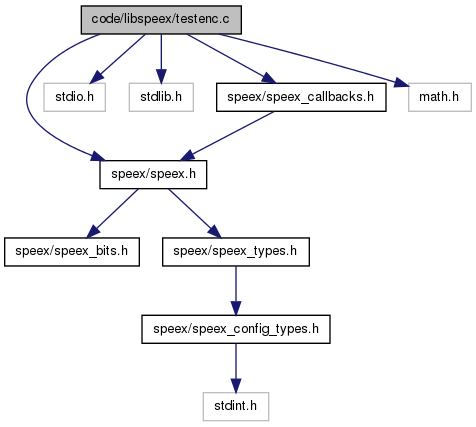 code/libspeex/testenc.c
stdio.h
stdlib.h
speex/speex_callbacks.h
math.h
speex/speex.h
speex/speex_bits.h
speex/speex_types.h
speex/speex_config_types.h
stdint.h